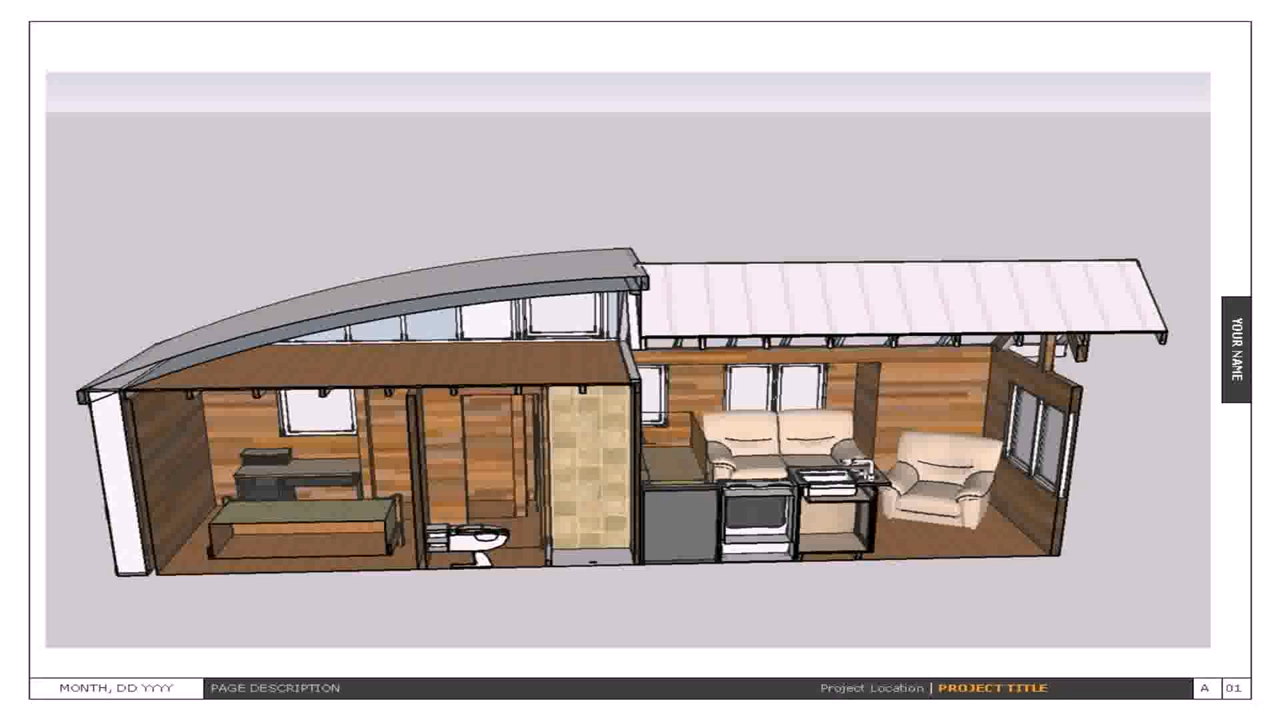 YOUR NAME
MONTH, DD YYYY
PAGE DESCRIPTION
Project Location | PROJECT TITLE
A
01